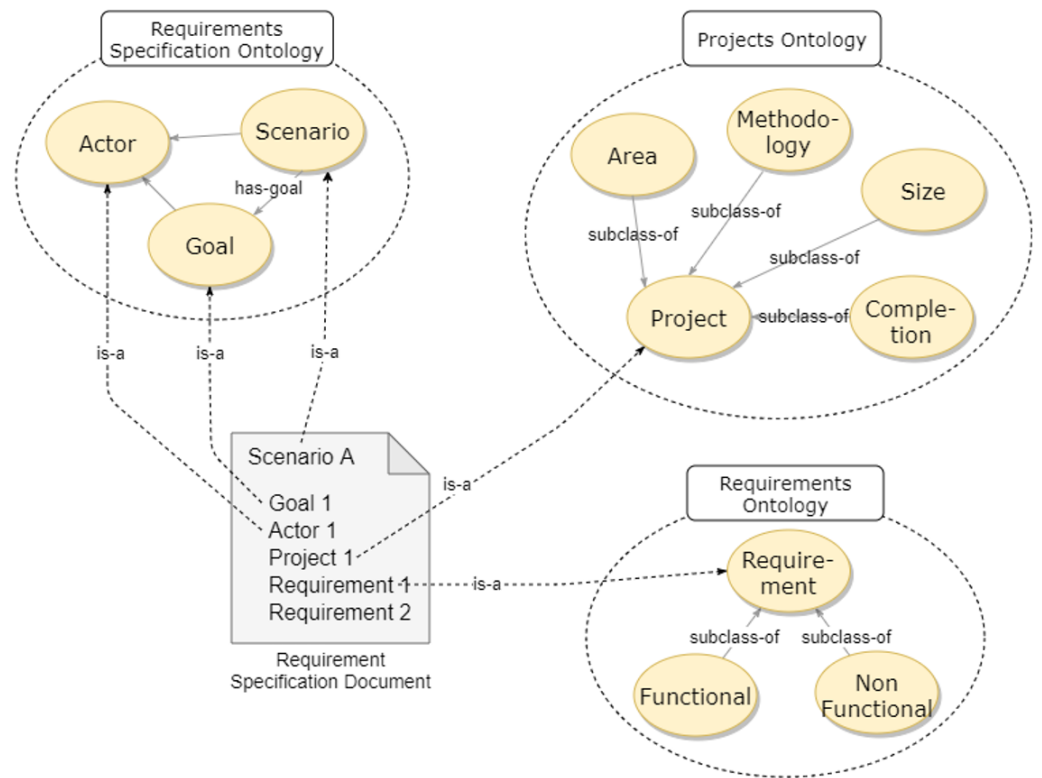 Requirements
Specification Ontology
Actor
Scenario
has-goal
Goal
is-a
is-a
is-a
Projects Ontology
Area
Methodo-
logy
Size
subclass-of
subclass-of
subclass-of
subclass-of
Project
Comple-
tion
Scenario A
Goal 1
Actor 1
Project 1
Requirement 1
Requirement 2
Requirement
Specification Document
is-a
is-a
Requirements
Ontology
Require-
ment
subclass-of
subclass-of
Functional
Non
Functional